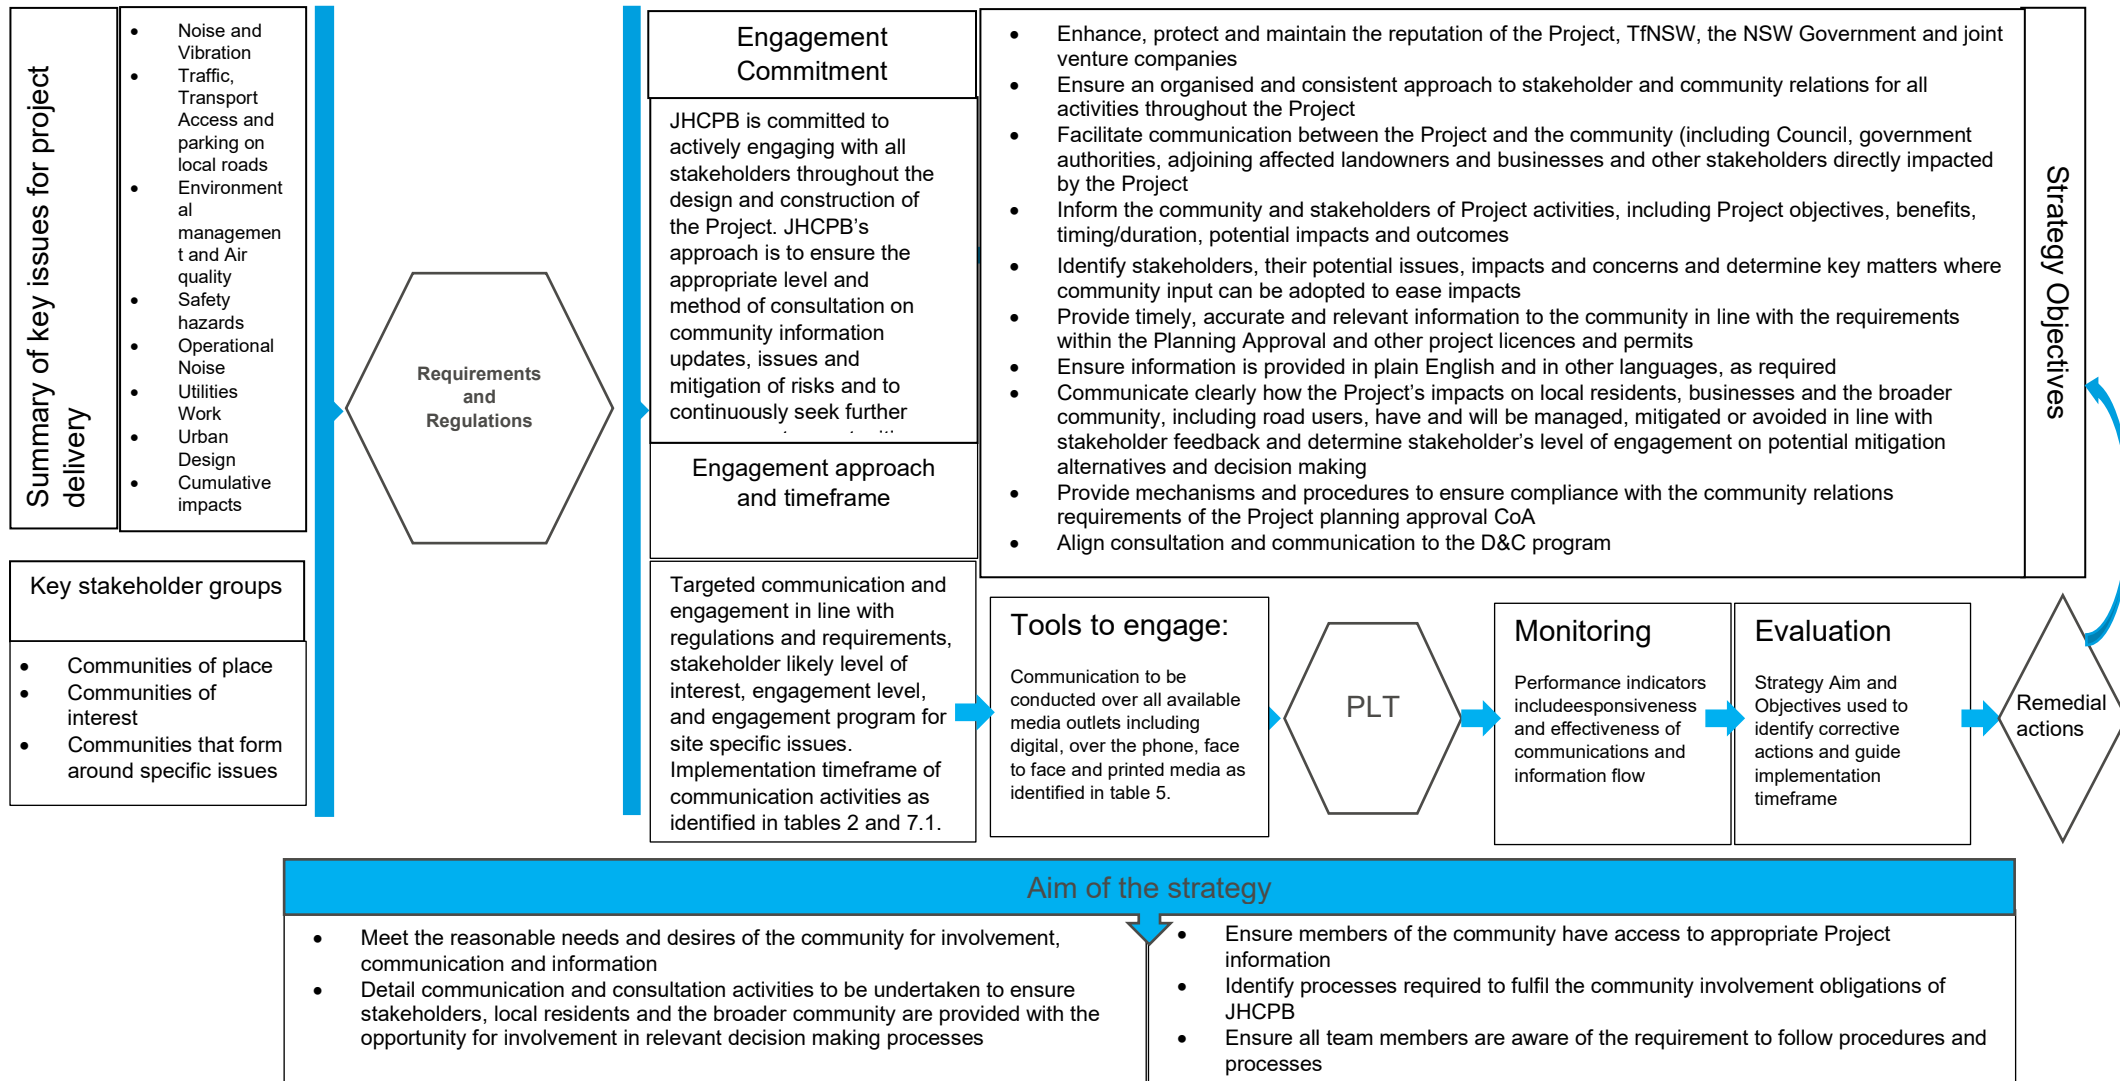 Summary of key issues for project
delivery
• Noise and
Vibration
• Traffic,
Transport
Access and
parking on
local roads
• Environment
al
managemen
t and Air
quality
• Safety
hazards
• Operational
Noise
• Utilities
Work
• Urban
Design
• Cumulative
impacts
Key stakeholder groups
• Communities of place
• Communities of
interest
• Communities that form
around specific issues
Requirements
and
Regulations
Engagement
Commitment
JHCPB is committed to
actively engaging with all
stakeholders throughout the
design and construction of
the Project. JHCPB’s
approach is to ensure the
appropriate level and
method of consultation on
community information
updates, issues and
mitigation of risks and to
continuously seek further
Engagement approach
and timeframe
Targeted communication and
engagement in line with
regulations and requirements,
stakeholder likely level of
interest, engagement level,
and engagement program for
site specific issues.
Implementation timeframe of
communication activities as
identified in tables 2 and 7.1.
• Enhance, protect and maintain the reputation of the Project, TfNSW, the NSW Government and joint
venture companies
• Ensure an organised and consistent approach to stakeholder and community relations for all
activities throughout the Project
• Facilitate communication between the Project and the community (including Council, government
authorities, adjoining affected landowners and businesses and other stakeholders directly impacted
by the Project
• Inform the community and stakeholders of Project activities, including Project objectives, benefits,
timing/duration, potential impacts and outcomes
• Identify stakeholders, their potential issues, impacts and concerns and determine key matters where
community input can be adopted to ease impacts
• Provide timely, accurate and relevant information to the community in line with the requirements
within the Planning Approval and other project licences and permits
• Ensure information is provided in plain English and in other languages, as required
• Communicate clearly how the Project’s impacts on local residents, businesses and the broader
community, including road users, have and will be managed, mitigated or avoided in line with
stakeholder feedback and determine stakeholder’s level of engagement on potential mitigation
alternatives and decision making
• Provide mechanisms and procedures to ensure compliance with the community relations
requirements of the Project planning approval CoA
• Align consultation and communication to the D&C program
Strategy Objectives
Tools to engage:
Communication to be
conducted over all available
media outlets including
digital, over the phone, face
to face and printed media as
identified in table 5.
PLT
Monitoring
Performance indicators
includeesponsiveness
and effectiveness of
communications and
information flow
Evaluation
Strategy Aim and
Objectives used to
identify corrective
actions and guide
implementation
timeframe
Remedial
actions
Aim of the strategy
• Meet the reasonable needs and desires of the community for involvement,
communication and information
• Detail communication and consultation activities to be undertaken to ensure
stakeholders, local residents and the broader community are provided with the
opportunity for involvement in relevant decision making processes
• Ensure members of the community have access to appropriate Project
information
• Identify processes required to fulfil the community involvement obligations of
JHCPB
• Ensure all team members are aware of the requirement to follow procedures and
processes